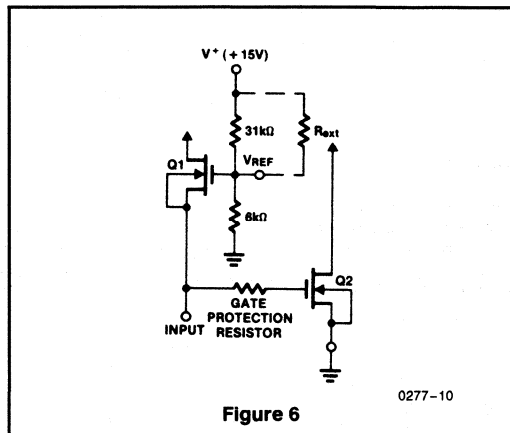 V+ (+ 15V)
31kΩ
Rext
Q1
VREF
6kΩ
Q2
GATE
PROTECTION
RESISTOR
INPUT
0277-10
Figure 6